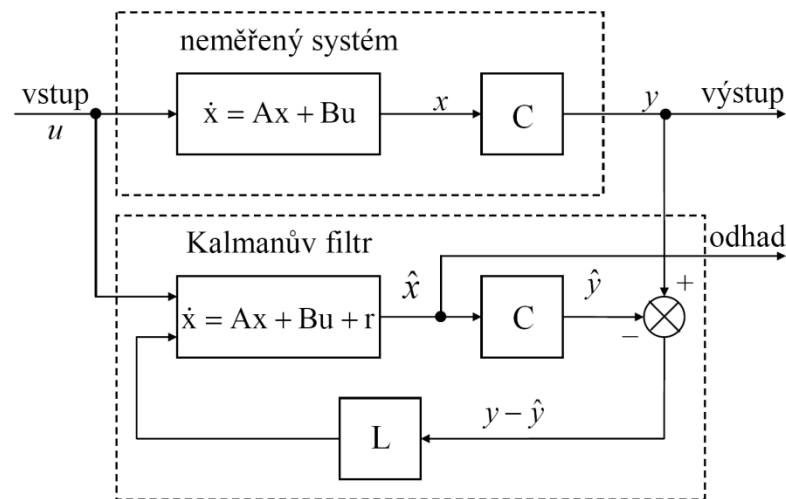 neměřený systém
vstup
u
ẋ = Ax + Bu
x
C
y
výstup
Kalmanův filtr
odhad
ẋ = Ax + Bu + r
x̂
C
ŷ
+
−
L
y − ŷ